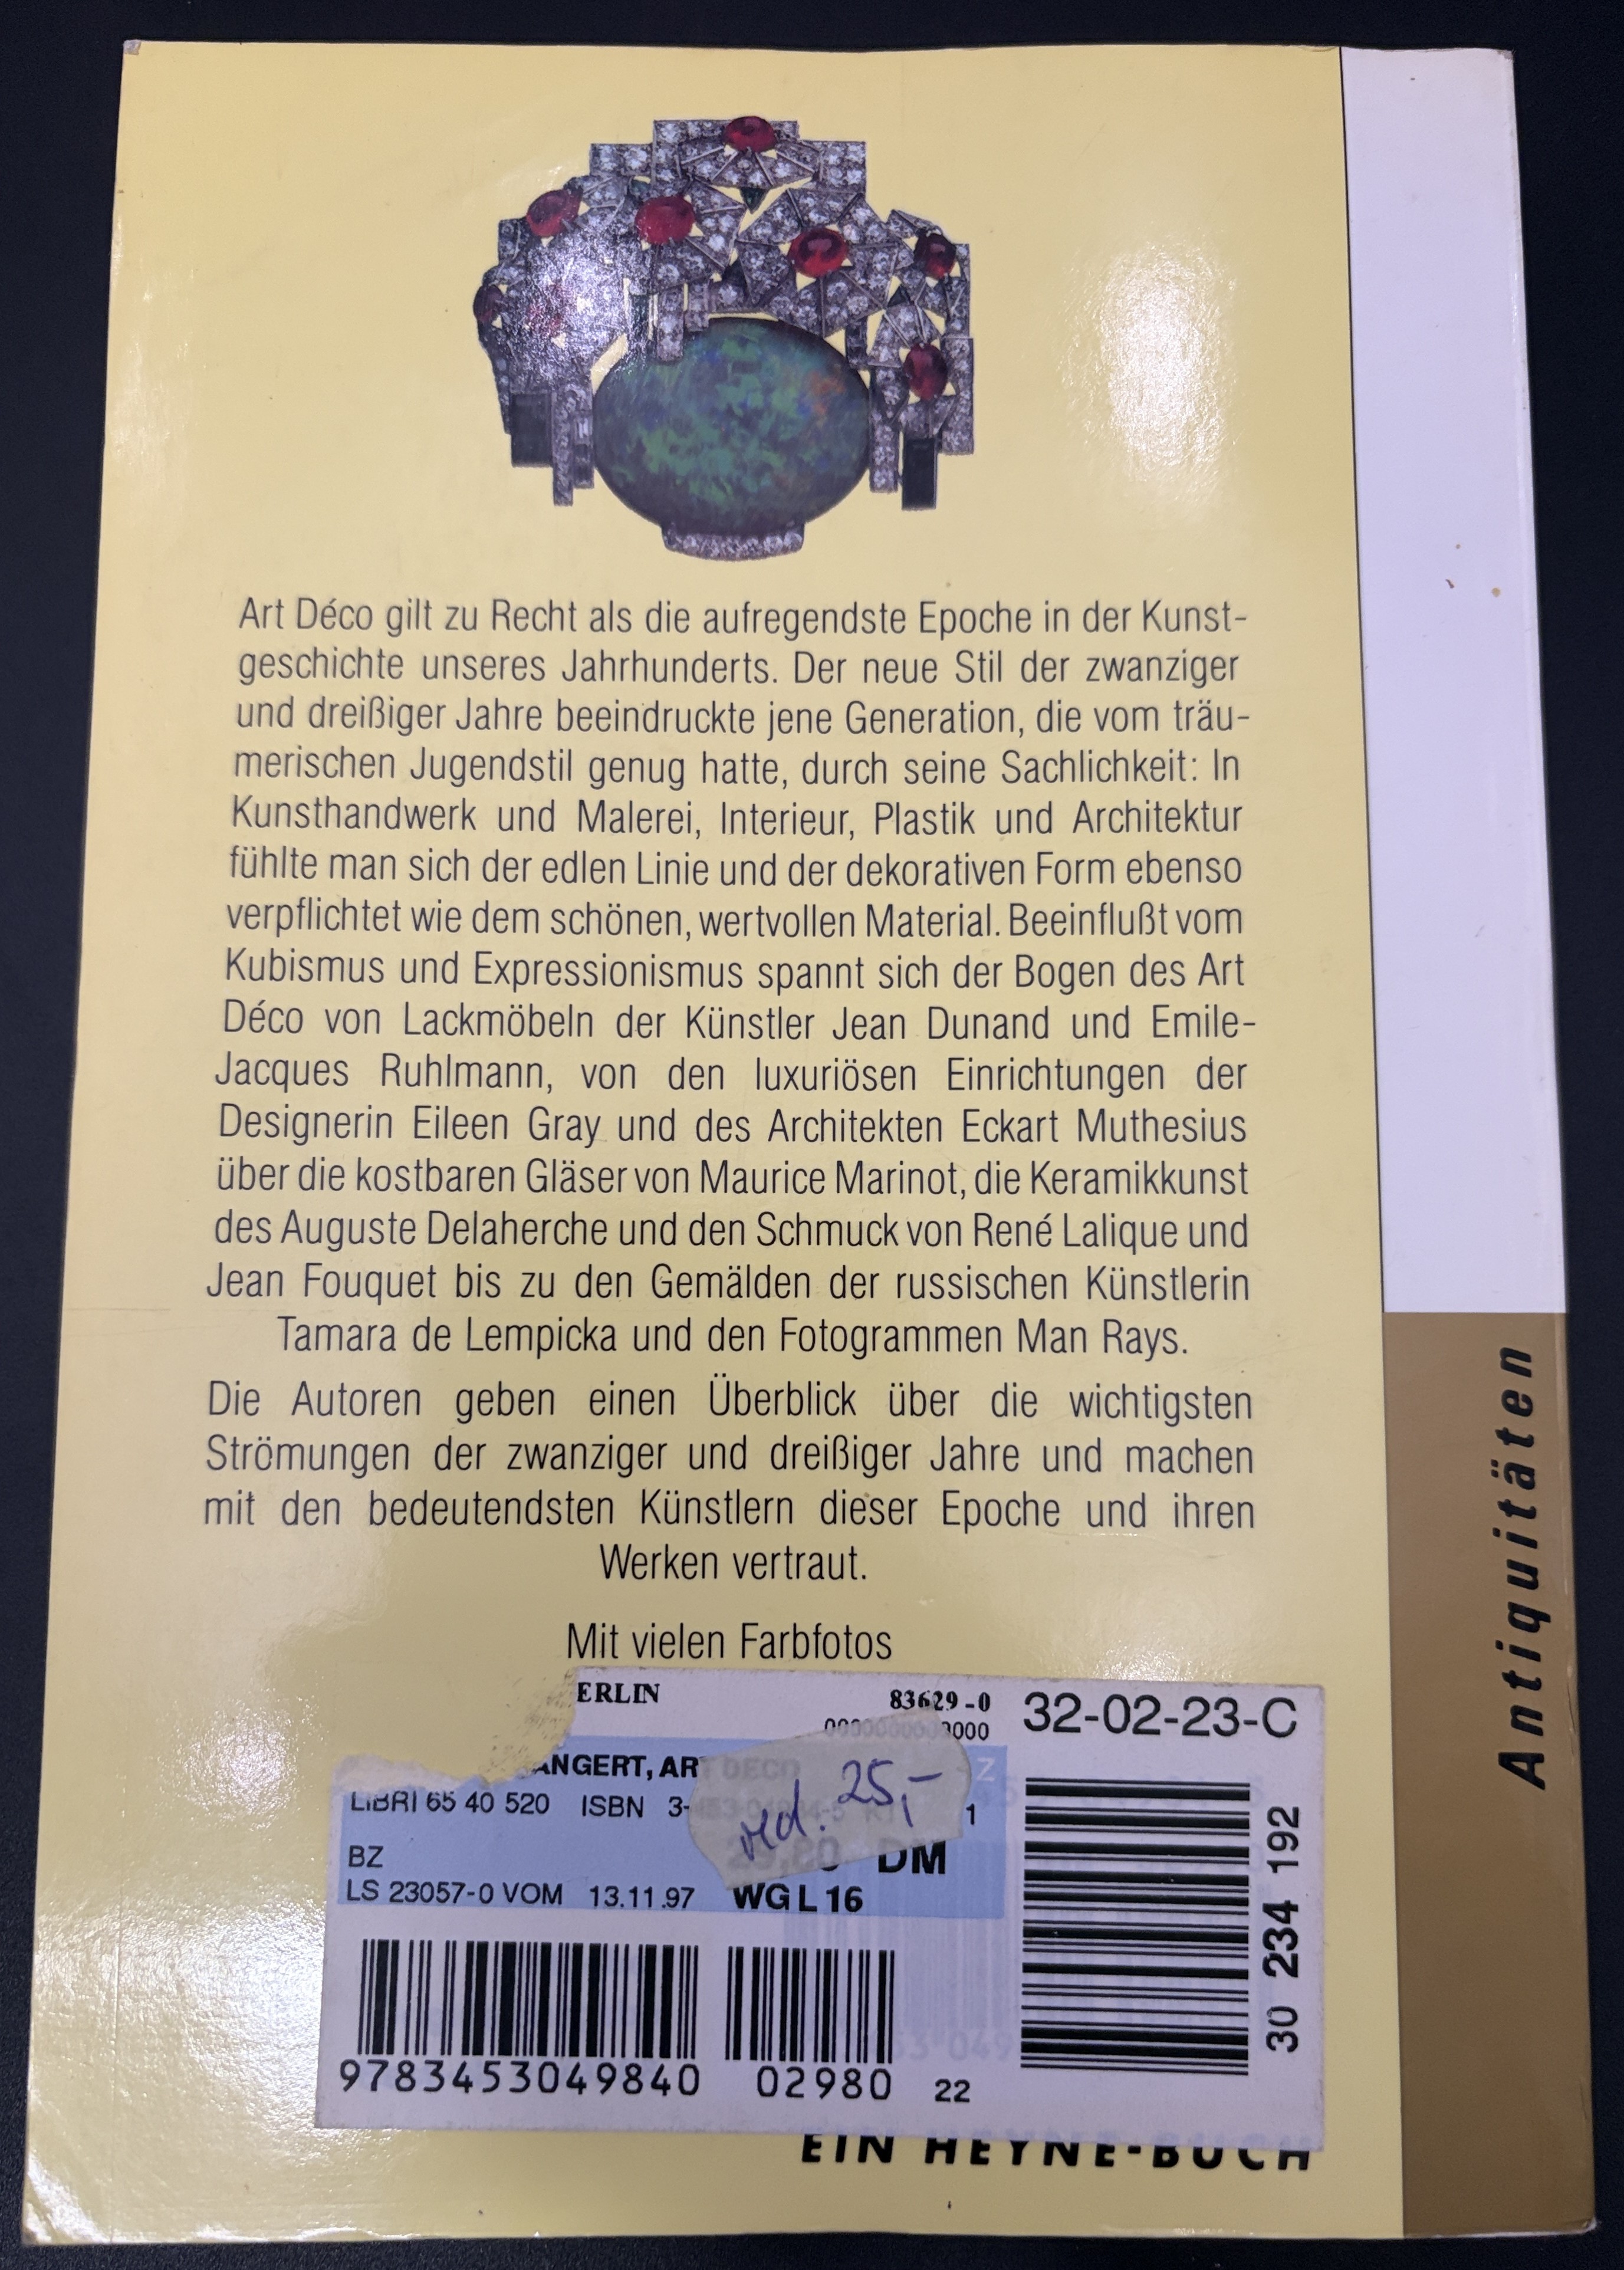 Art Déco gilt zu Recht als die aufregendste Epoche in der Kunst-
geschichte unseres Jahrhunderts. Der neue Stil der zwanziger
und dreißiger Jahre beeindruckte jene Generation, die vom träu-
merischen Jugendstil genug hatte, durch seine Sachlichkeit: In
Kunsthandwerk und Malerei, Interieur, Plastik und Architektur
fühlte man sich der edlen Linie und der dekorativen Form ebenso
verpflichtet wie dem schönen, wertvollen Material. Beeinflußt vom
Kubismus und Expressionismus spannt sich der Bogen des Art
Déco von Lackmöbeln der Künstler Jean Dunand und Emile-
Jacques Ruhlmann, von den luxuriösen Einrichtungen der
Designerin Eileen Gray und des Architekten Eckart Muthesius
über die kostbaren Gläser von Maurice Marinot, die Keramikkunst
des Auguste Delaherche und den Schmuck von René Lalique und
Jean Fouquet bis zu den Gemälden der russischen Künstlerin
Tamara de Lempicka und den Fotogrammen Man Rays.
Die Autoren geben einen Überblick über die wichtigsten
Strömungen der zwanziger und dreißiger Jahre und machen
mit den bedeutendsten Künstlern dieser Epoche und ihren
Werken vertraut.
Mit vielen Farbfotos
ERLIN 83629-0
32-02-23-C
ANGERT, ART DECO
LIBRI 65 40 520 ISBN 3- 1
red. 25,-
BZ DM
LS 23057-0 VOM 13.11.97 WG L 16
9783453049840 02980 22
30 234 192
EIN HEYNE-BUCH
Antiquitäten